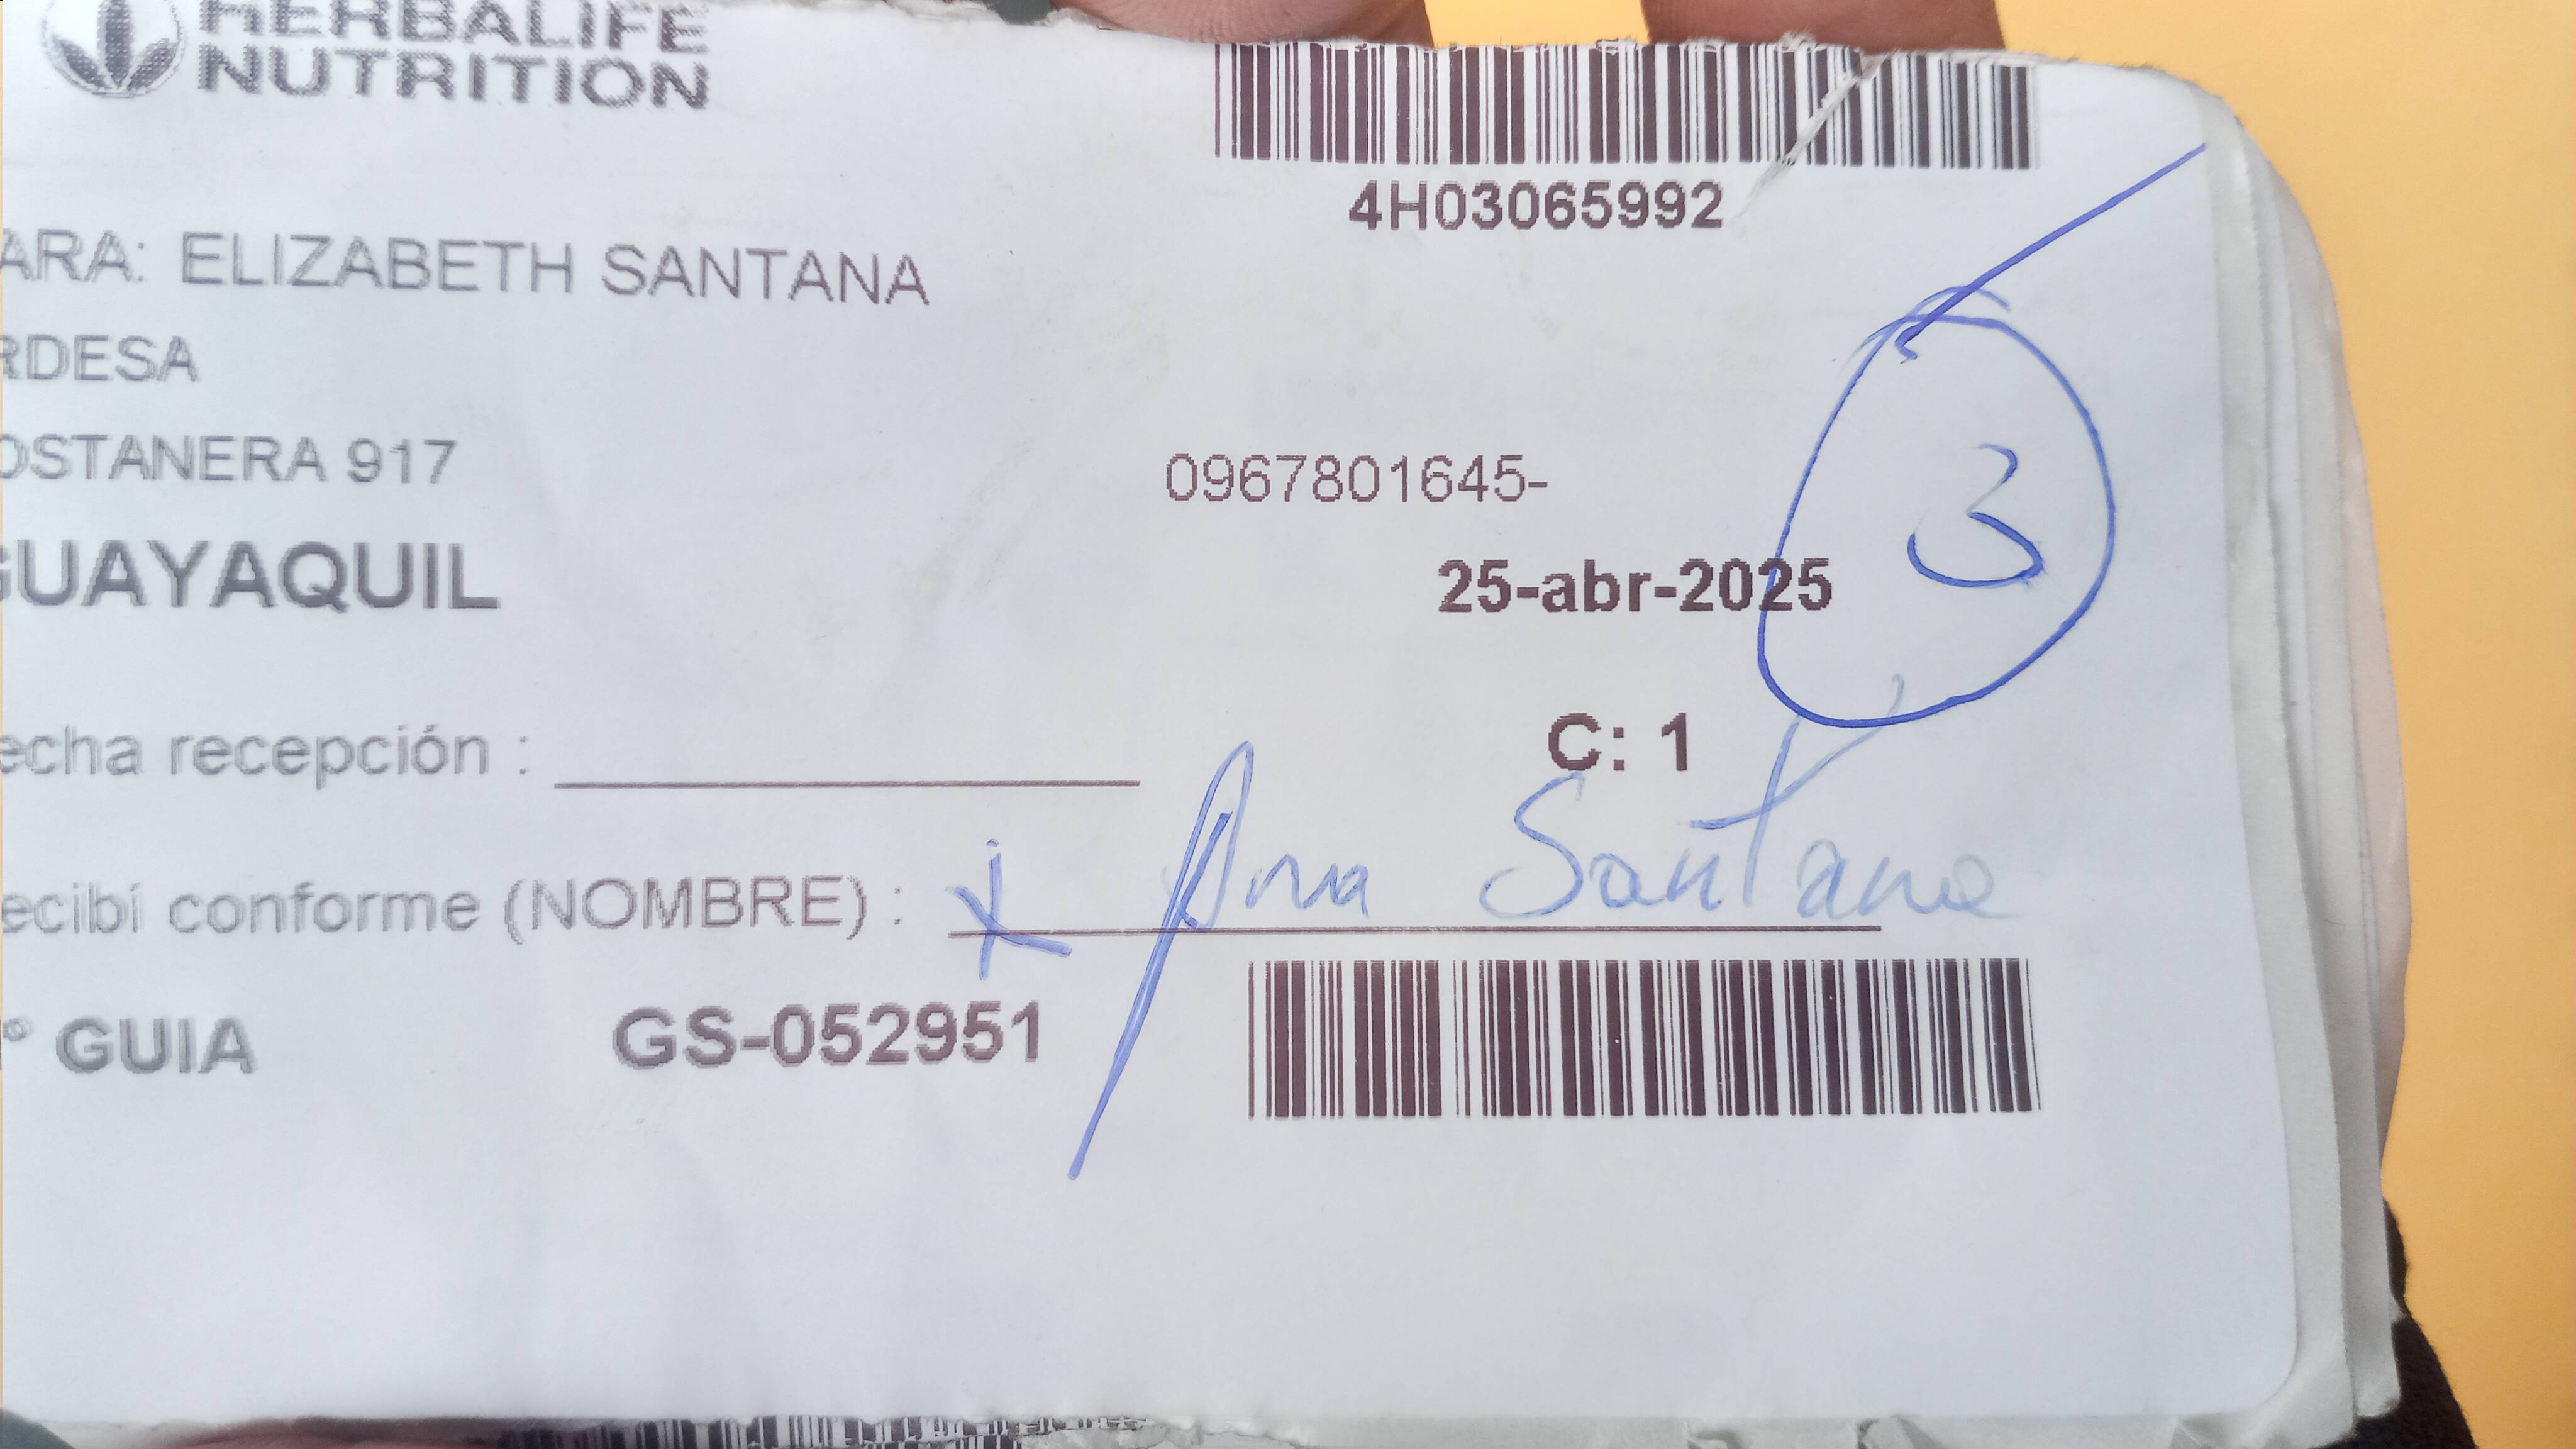 HERBALIFE
NUTRITION
4H03065992
ARA: ELIZABETH SANTANA
RDESA
OSTANERA 917
0967801645-
GUAYAQUIL
25-abr-2025
3
echa recepción :
C: 1
ecibí conforme (NOMBRE) : x Ana Santana
° GUIA GS-052951